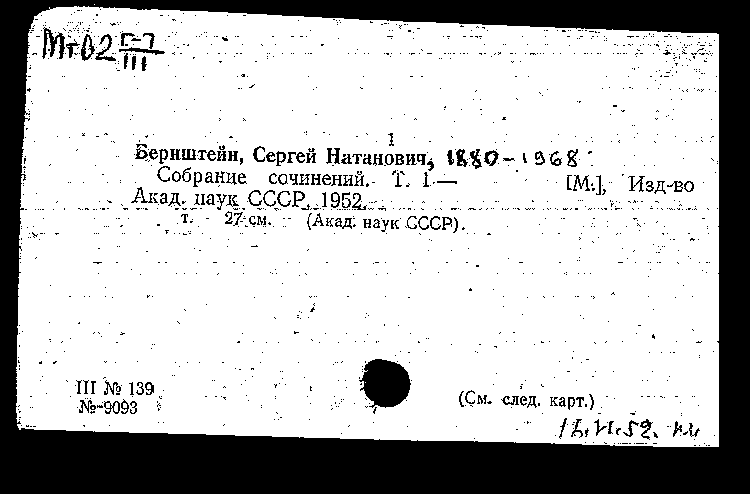 Мт02 Г-7
III
1
Бернштейн, Сергей Натанович, 1880-1968
Собрание сочинений. Т. 1— [М.], Изд-во
Акад. наук СССР, 1952.
т. 27 см. (Акад. наук СССР).
III № 139
№-9093
(См. след. карт.)